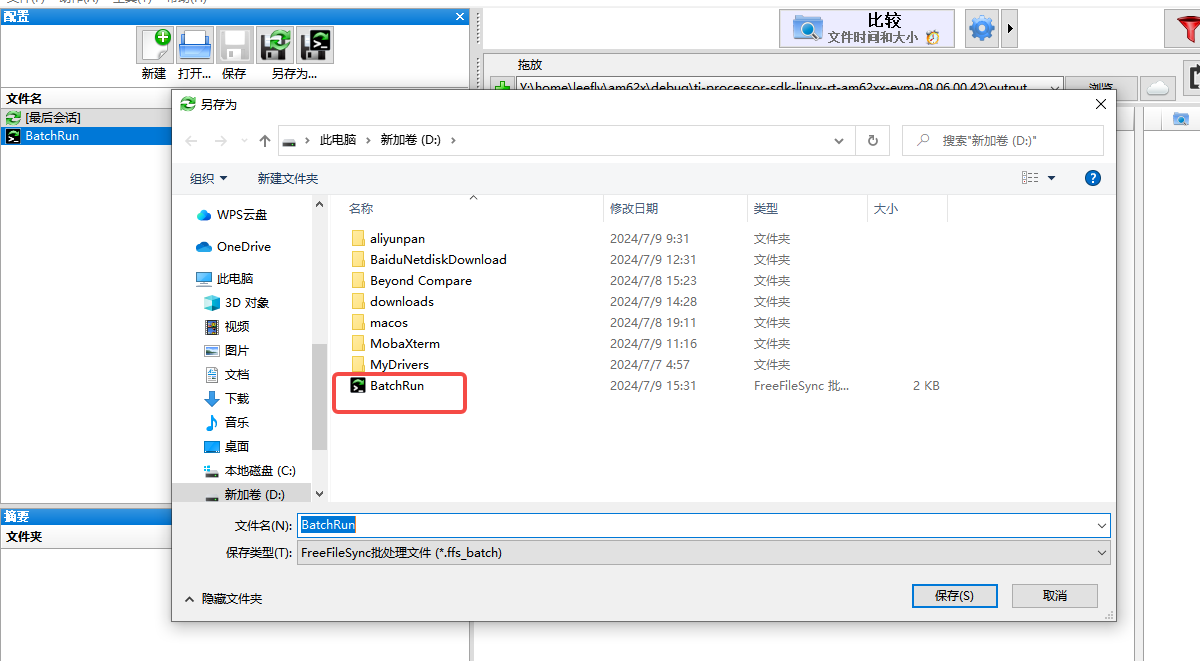 文件(F) 动作(A) 工具(T) 帮助(H)
配置
新建 打开... 保存 另存为...
比较
文件时间和大小
拖放
Y:\home\leefly\am62x\debug\ti-processor-sdk-linux-rt-am62xx-evm-08.06.00.42\output
浏览
文件名
[最后会话]
BatchRun
另存为
此电脑 新加卷 (D:)
搜索"新加卷 (D:)"
组织 新建文件夹
WPS云盘
OneDrive
此电脑
3D 对象
视频
图片
文档
下载
音乐
桌面
本地磁盘 (C:)
新加卷 (D:)
名称 修改日期 类型 大小
aliyunpan 2024/7/9 9:31 文件夹
BaiduNetdiskDownload 2024/7/9 12:31 文件夹
Beyond Compare 2024/7/8 15:23 文件夹
downloads 2024/7/9 14:28 文件夹
macos 2024/7/8 19:11 文件夹
MobaXterm 2024/7/9 11:16 文件夹
MyDrivers 2024/7/7 4:57 文件夹
BatchRun 2024/7/9 15:31 FreeFileSync 批... 2 KB
文件名(N): BatchRun
保存类型(T): FreeFileSync批处理文件 (*.ffs_batch)
隐藏文件夹
保存(S) 取消
摘要
文件夹